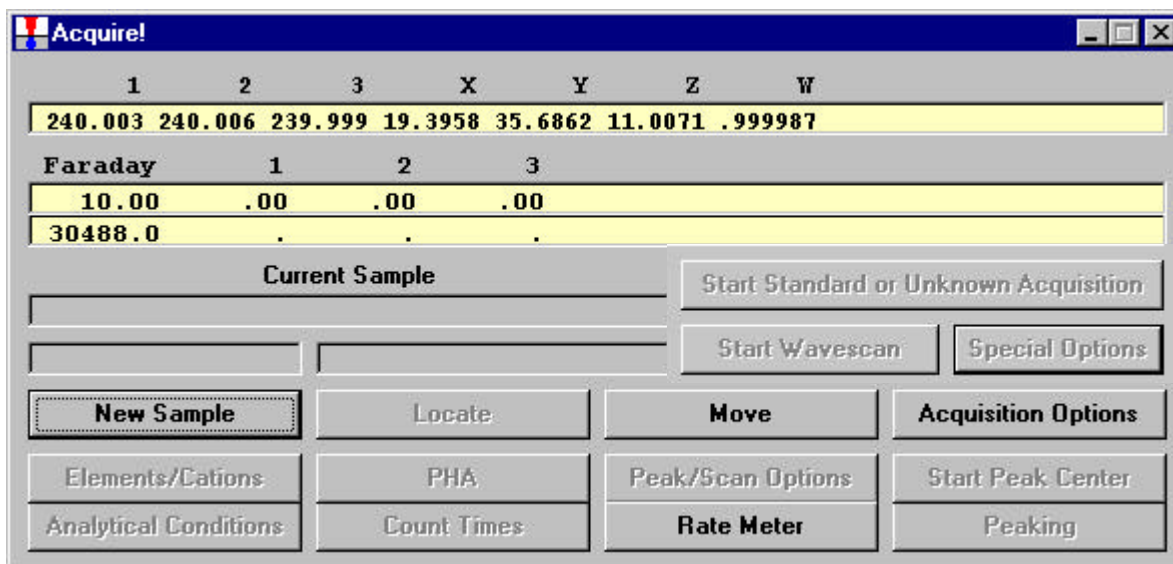 Acquire!
1 2 3 X Y Z W
240.003 240.006 239.999 19.3958 35.6862 11.0071 .999987
Faraday 1 2 3
10.00 .00 .00 .00
30488.0 . . .
Current Sample
Start Standard or Unknown Acquisition
Start Wavescan Special Options
New Sample Locate Move Acquisition Options
Elements/Cations PHA Peak/Scan Options Start Peak Center
Analytical Conditions Count Times Rate Meter Peaking